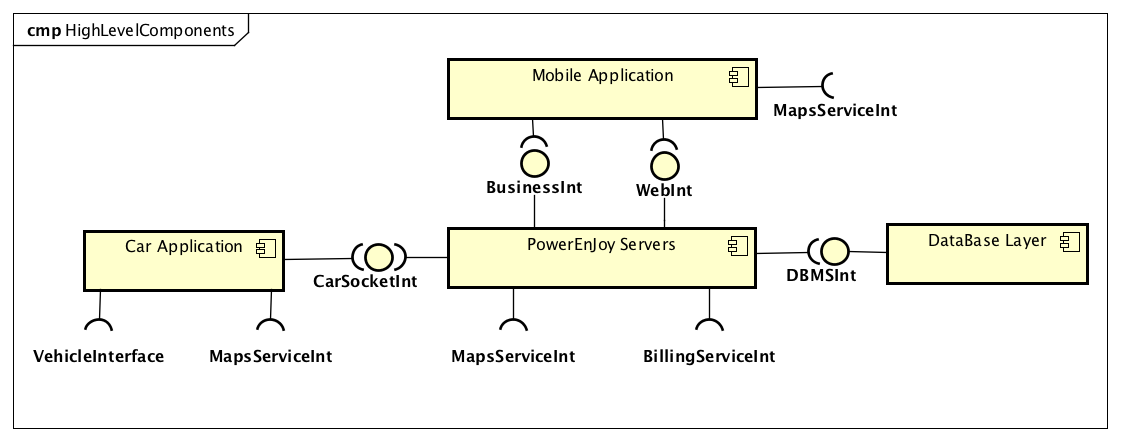 cmp HighLevelComponents
Mobile Application
MapsServiceInt
BusinessInt
WebInt
Car Application
PowerEnJoy Servers
DataBase Layer
CarSocketInt
DBMSInt
VehicleInterface
MapsServiceInt
MapsServiceInt
BillingServiceInt